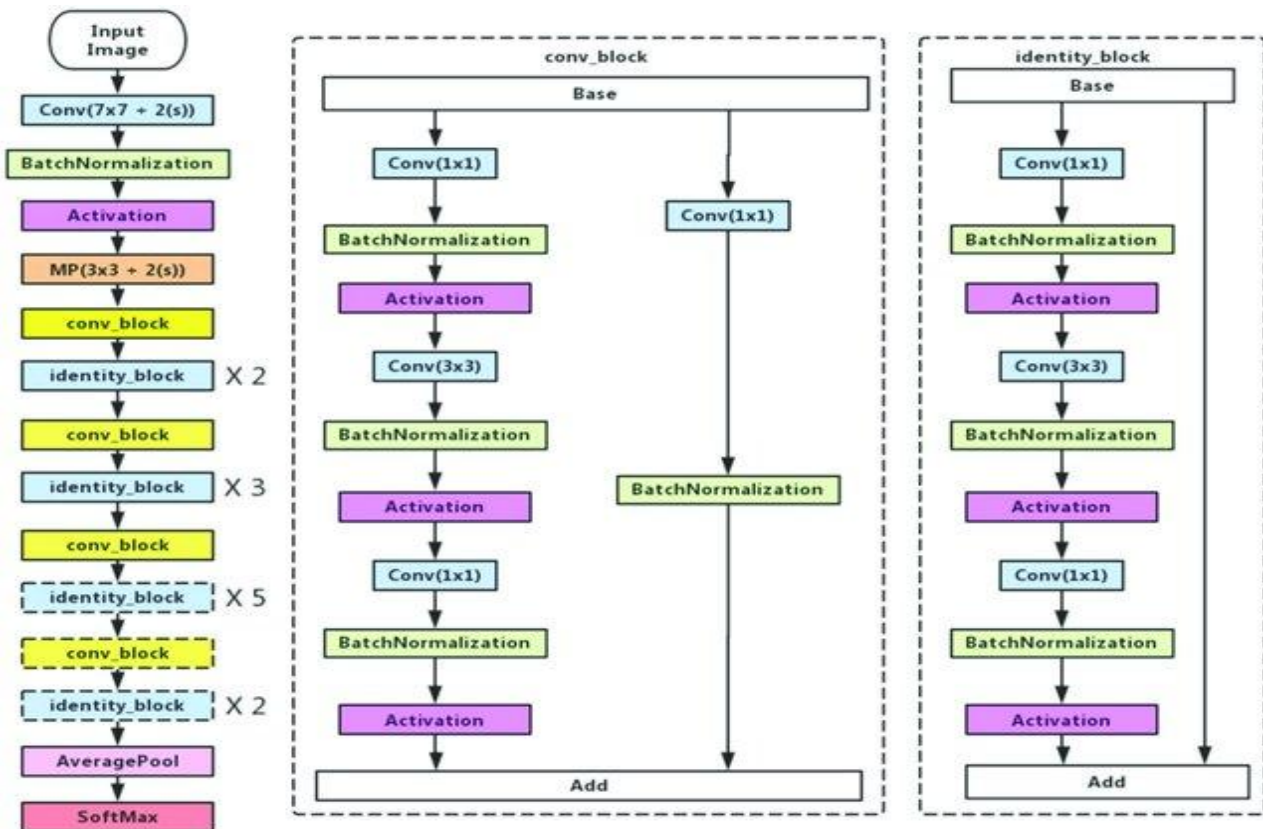 Input
Image
Conv(7x7 + 2(s))
BatchNormalization
Activation
MP(3x3 + 2(s))
conv_block
identity_block X 2
conv_block
identity_block X 3
conv_block
identity_block X 5
conv_block
identity_block X 2
AveragePool
SoftMax
conv_block
Base
Conv(1x1)
BatchNormalization
Activation
Conv(3x3)
BatchNormalization
Activation
Conv(1x1)
BatchNormalization
Activation
Conv(1x1)
BatchNormalization
Add
identity_block
Base
Conv(1x1)
BatchNormalization
Activation
Conv(3x3)
BatchNormalization
Activation
Conv(1x1)
BatchNormalization
Activation
Add